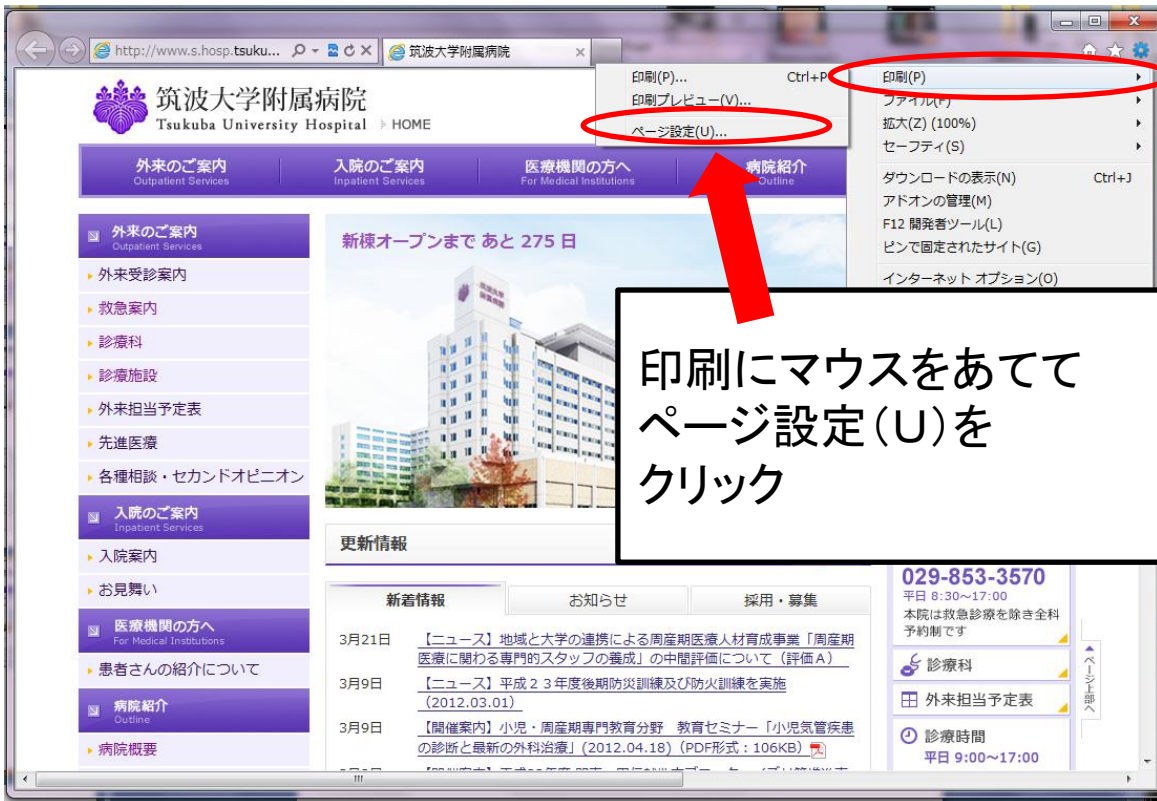 http://www.s.hosp.tsuku...
筑波大学附属病院
筑波大学附属病院
Tsukuba University Hospital
HOME
印刷(P)... Ctrl+P
印刷プレビュー(V)...
ページ設定(U)...
印刷(P)
ファイル(F)
拡大(Z) (100%)
セーフティ(S)
ダウンロードの表示(N) Ctrl+J
アドオンの管理(M)
F12 開発者ツール(L)
ピンで固定されたサイト(G)
インターネット オプション(O)
外来のご案内
Outpatient Services
入院のご案内
Inpatient Services
医療機関の方へ
For Medical Institutions
病院紹介
Outline
外来のご案内
Outpatient Services
外来受診案内
救急案内
診療科
診療施設
外来担当予定表
先進医療
各種相談・セカンドオピニオン
入院のご案内
Inpatient Services
入院案内
お見舞い
医療機関の方へ
For Medical Institutions
患者さんの紹介について
病院紹介
Outline
病院概要
新棟オープンまで あと 275 日
印刷にマウスをあてて
ページ設定(U)を
クリック
更新情報
新着情報
お知らせ
採用・募集
3月21日 【ニュース】地域と大学の連携による周産期医療人材育成事業「周産期
医療に関わる専門的スタッフの養成」の中間評価について(評価A)
3月9日 【ニュース】平成23年度後期防災訓練及び防火訓練を実施
(2012.03.01)
3月9日 【開催案内】小児・周産期専門教育分野 教育セミナー「小児気管疾患
の診断と最新の外科治療」(2012.04.18)(PDF形式:106KB)
029-853-3570
平日 8:30~17:00
本院は救急診療を除き全科
予約制です
診療科
外来担当予定表
診療時間
平日 9:00~17:00
ページ上部へ